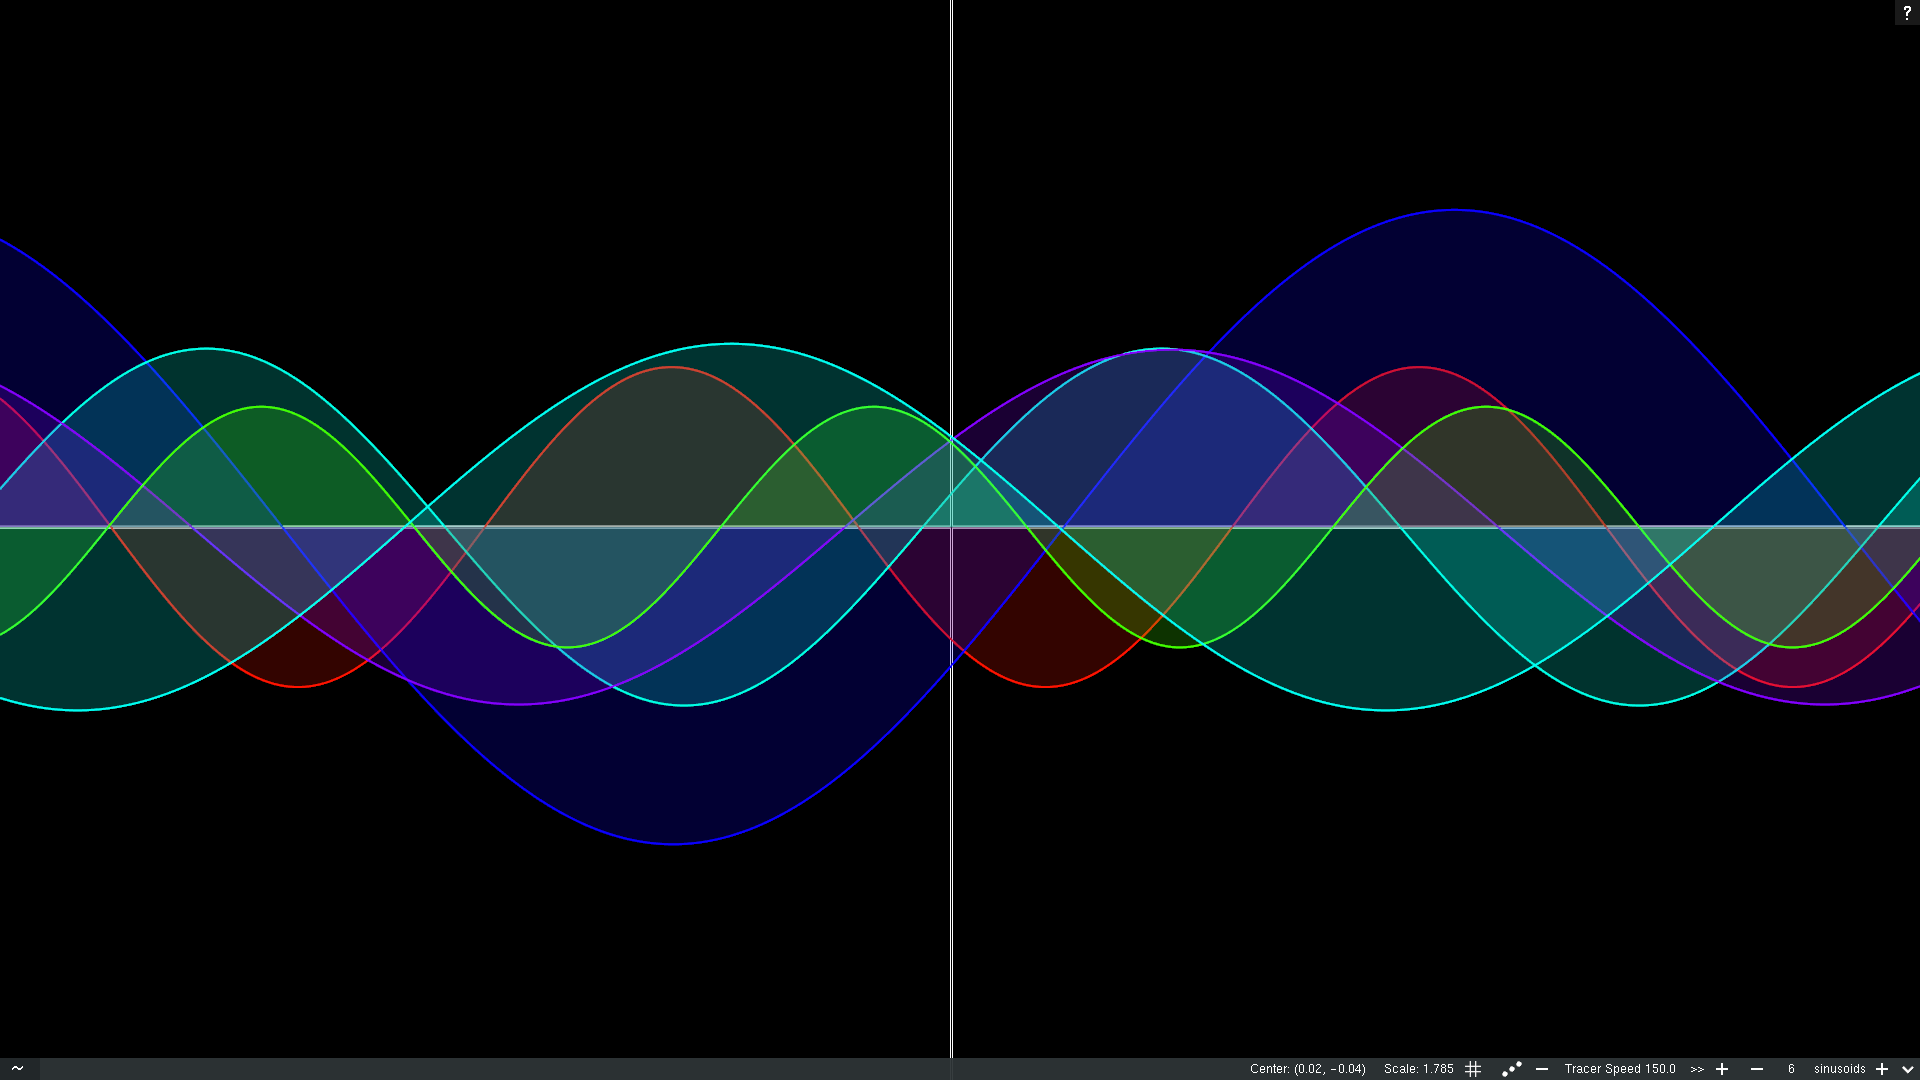 ?
~ Center: (0.02, -0.04) Scale: 1.785 Tracer Speed 150.0 >> + − 6 sinusoids +